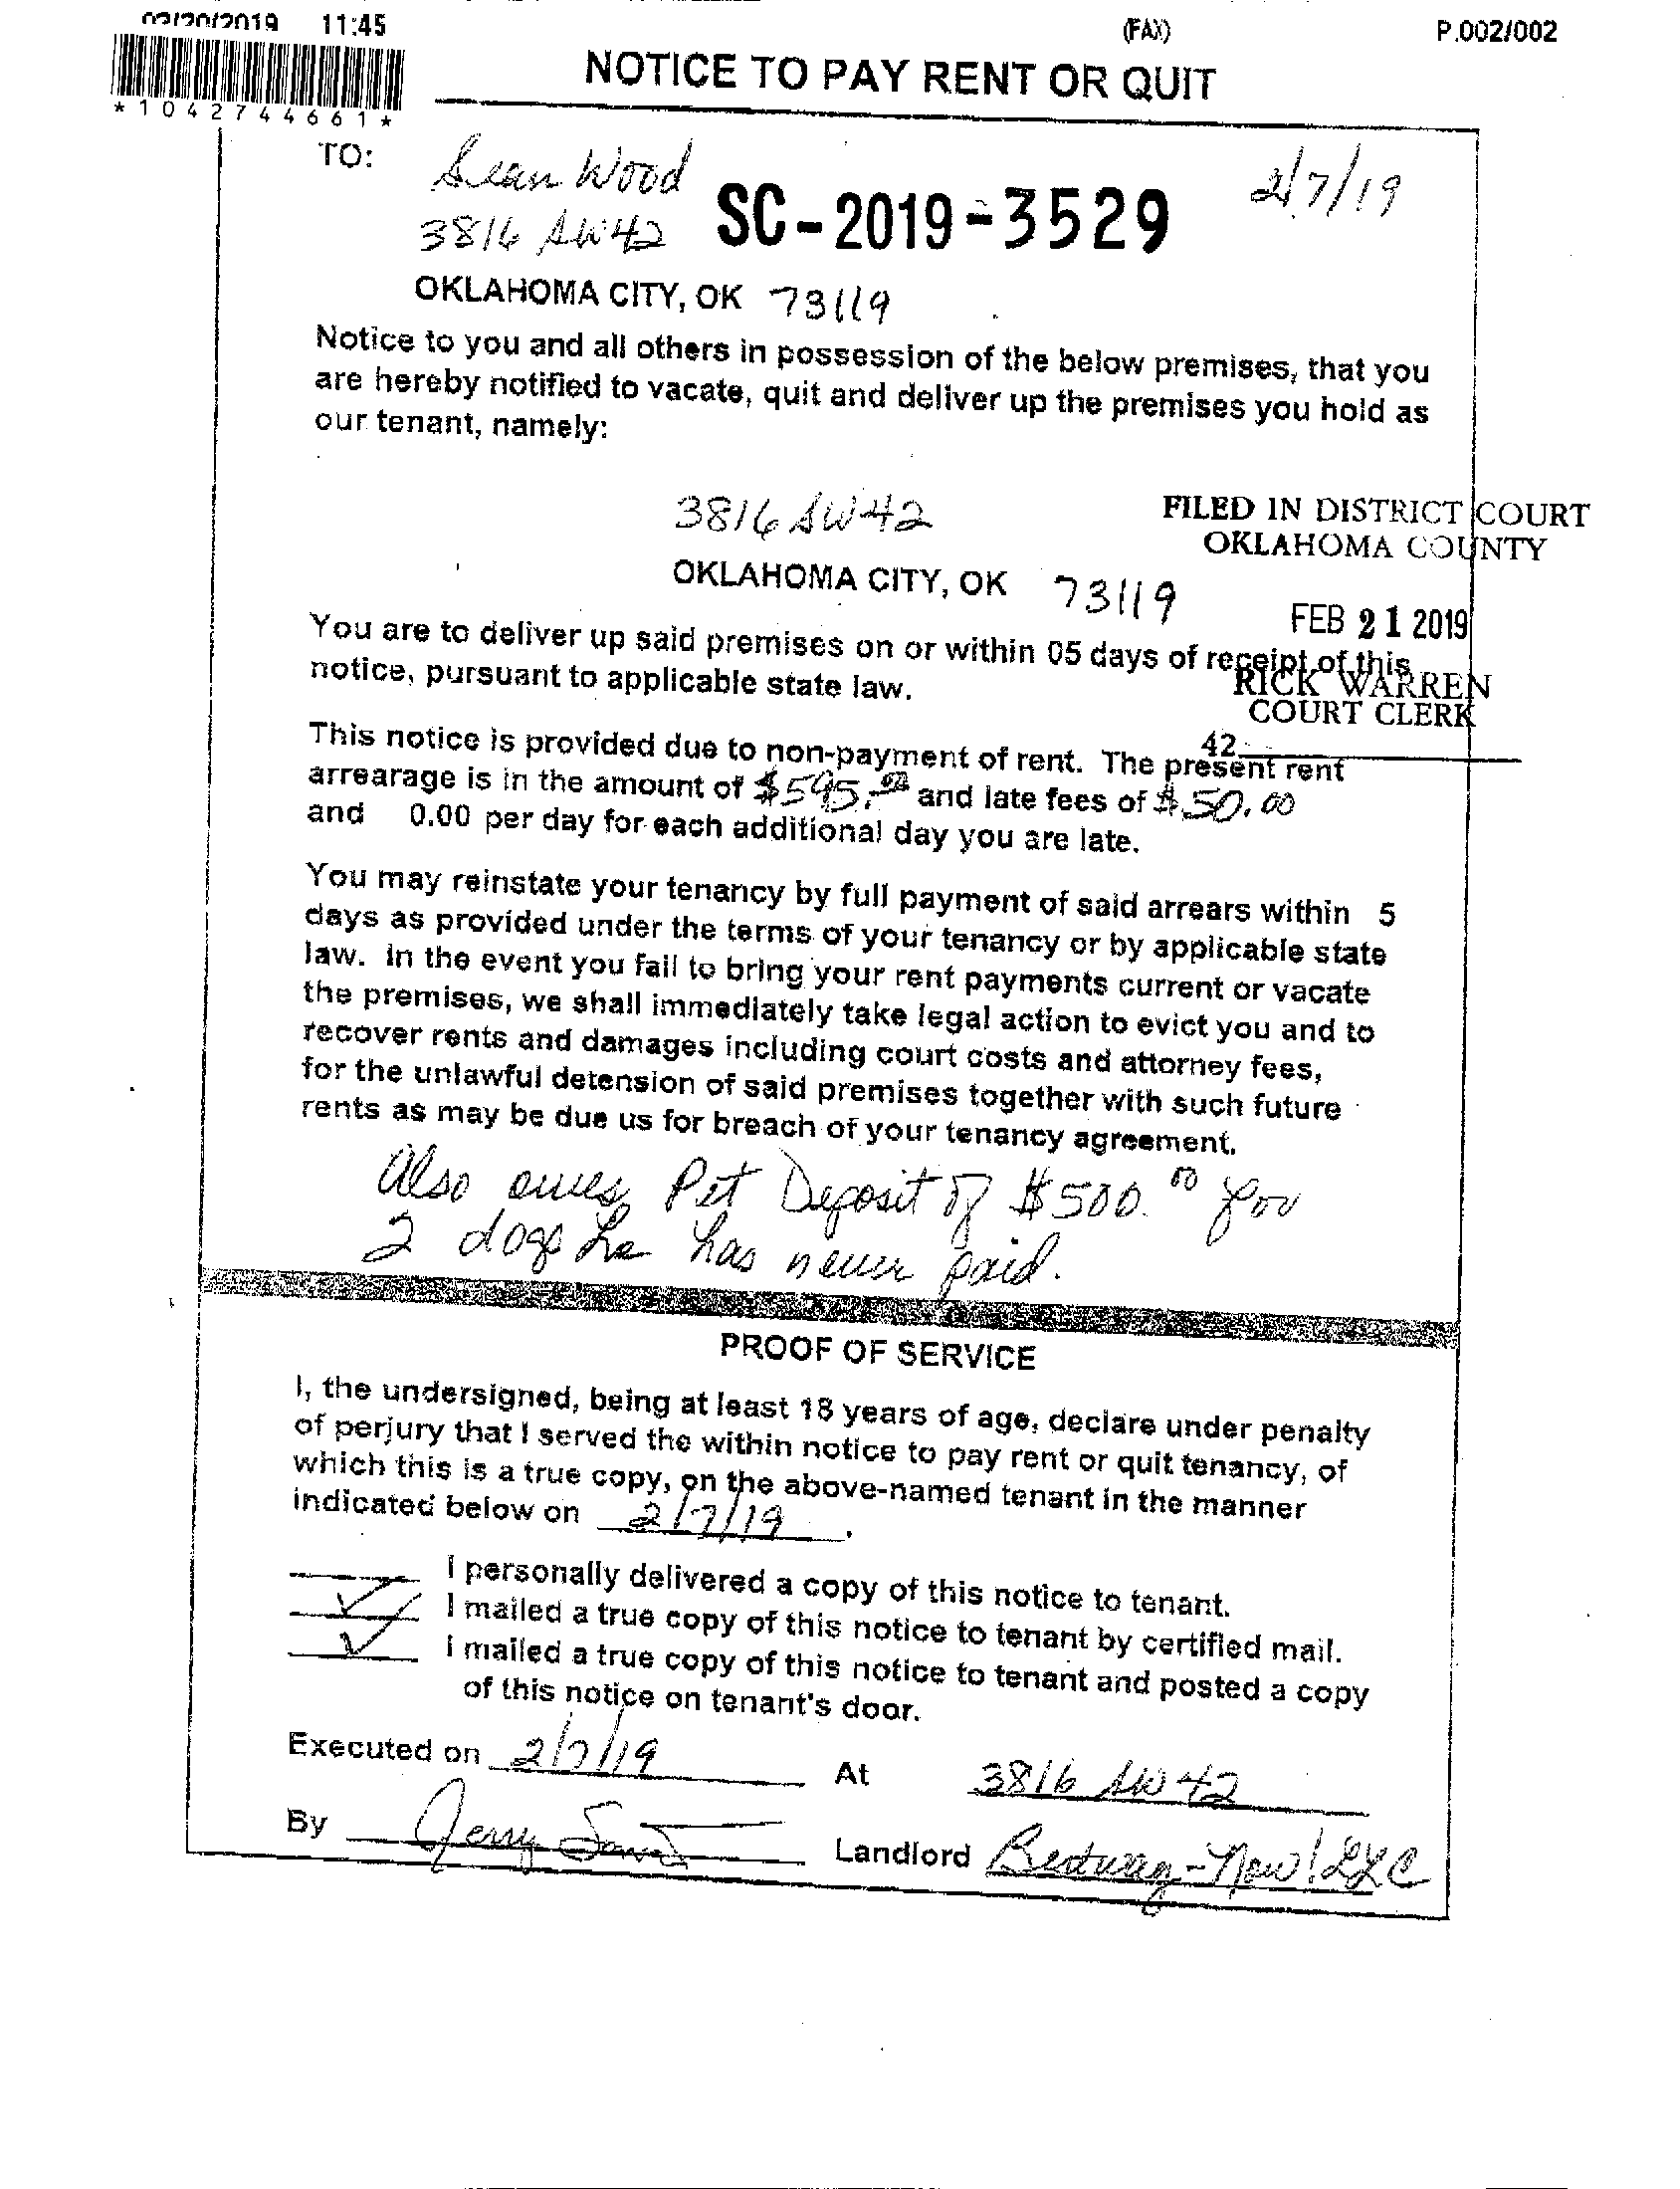 02/20/2019 11:45 (FAX) P.002/002
*1042744661*
NOTICE TO PAY RENT OR QUIT
TO: Sean Wood 2/7/19
3816 SW 42 SC-2019-3529
OKLAHOMA CITY, OK 73119
Notice to you and all others in possession of the below premises, that you
are hereby notified to vacate, quit and deliver up the premises you hold as
our tenant, namely:
3816 SW 42
FILED IN DISTRICT COURT
OKLAHOMA COUNTY
OKLAHOMA CITY, OK 73119
FEB 21 2019
You are to deliver up said premises on or within 05 days of receipt of this
notice, pursuant to applicable state law.
RICK WARREN
COURT CLERK
42
This notice is provided due to non-payment of rent. The present rent
arrearage is in the amount of $595.00 and late fees of $50.00
and 0.00 per day for each additional day you are late.
You may reinstate your tenancy by full payment of said arrears within 5
days as provided under the terms of your tenancy or by applicable state
law. In the event you fail to bring your rent payments current or vacate
the premises, we shall immediately take legal action to evict you and to
recover rents and damages including court costs and attorney fees,
for the unlawful detension of said premises together with such future
rents as may be due us for breach of your tenancy agreement.
Also owes Pet Deposit of $500.00 for
2 dogs he has never paid.
PROOF OF SERVICE
I, the undersigned, being at least 18 years of age, declare under penalty
of perjury that I served the within notice to pay rent or quit tenancy, of
which this is a true copy, on the above-named tenant in the manner
indicated below on 2/7/19.
I personally delivered a copy of this notice to tenant.
✓ I mailed a true copy of this notice to tenant by certified mail.
✓ I mailed a true copy of this notice to tenant and posted a copy
of this notice on tenant's door.
Executed on 2/7/19 At 3816 SW 42
By Jerry Landlord Bestway-Now! LLC